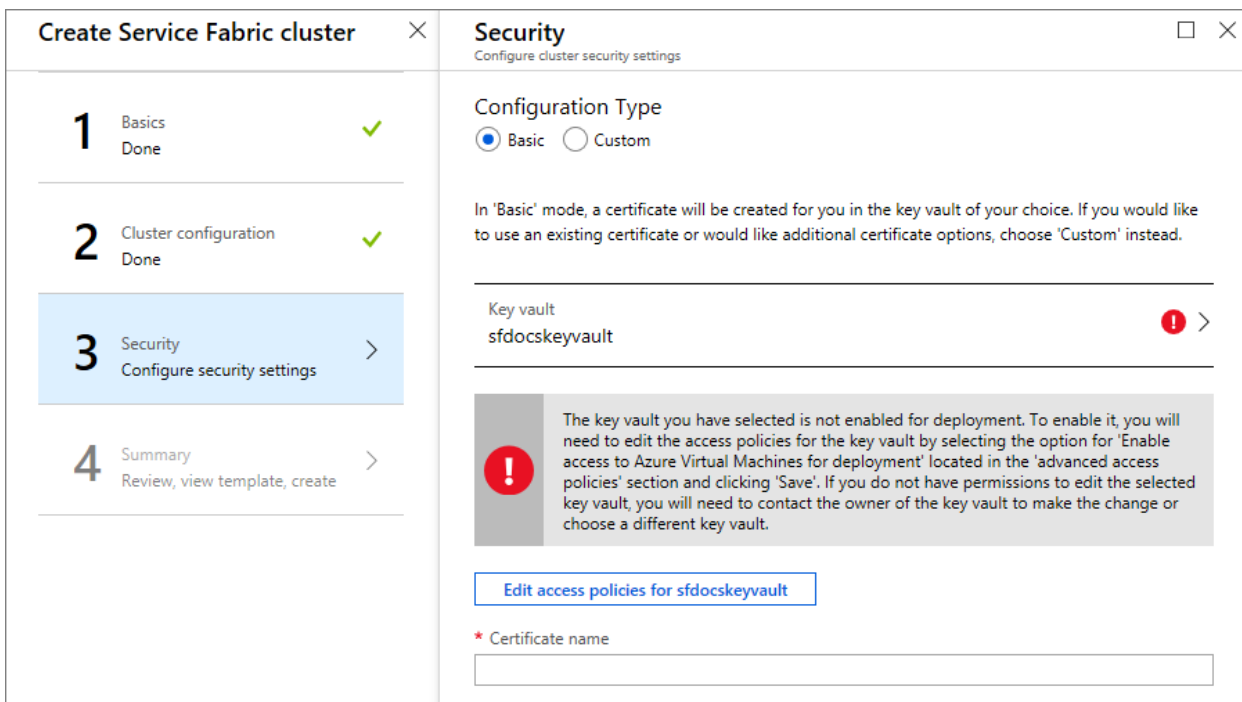 Create Service Fabric cluster
1
Basics
Done
2
Cluster configuration
Done
3
Security
Configure security settings
4
Summary
Review, view template, create
Security
Configure cluster security settings
Configuration Type
Basic Custom
In 'Basic' mode, a certificate will be created for you in the key vault of your choice. If you would like
to use an existing certificate or would like additional certificate options, choose 'Custom' instead.
Key vault
sfdocskeyvault
The key vault you have selected is not enabled for deployment. To enable it, you will
need to edit the access policies for the key vault by selecting the option for 'Enable
access to Azure Virtual Machines for deployment' located in the 'advanced access
policies' section and clicking 'Save'. If you do not have permissions to edit the selected
key vault, you will need to contact the owner of the key vault to make the change or
choose a different key vault.
Edit access policies for sfdocskeyvault
* Certificate name